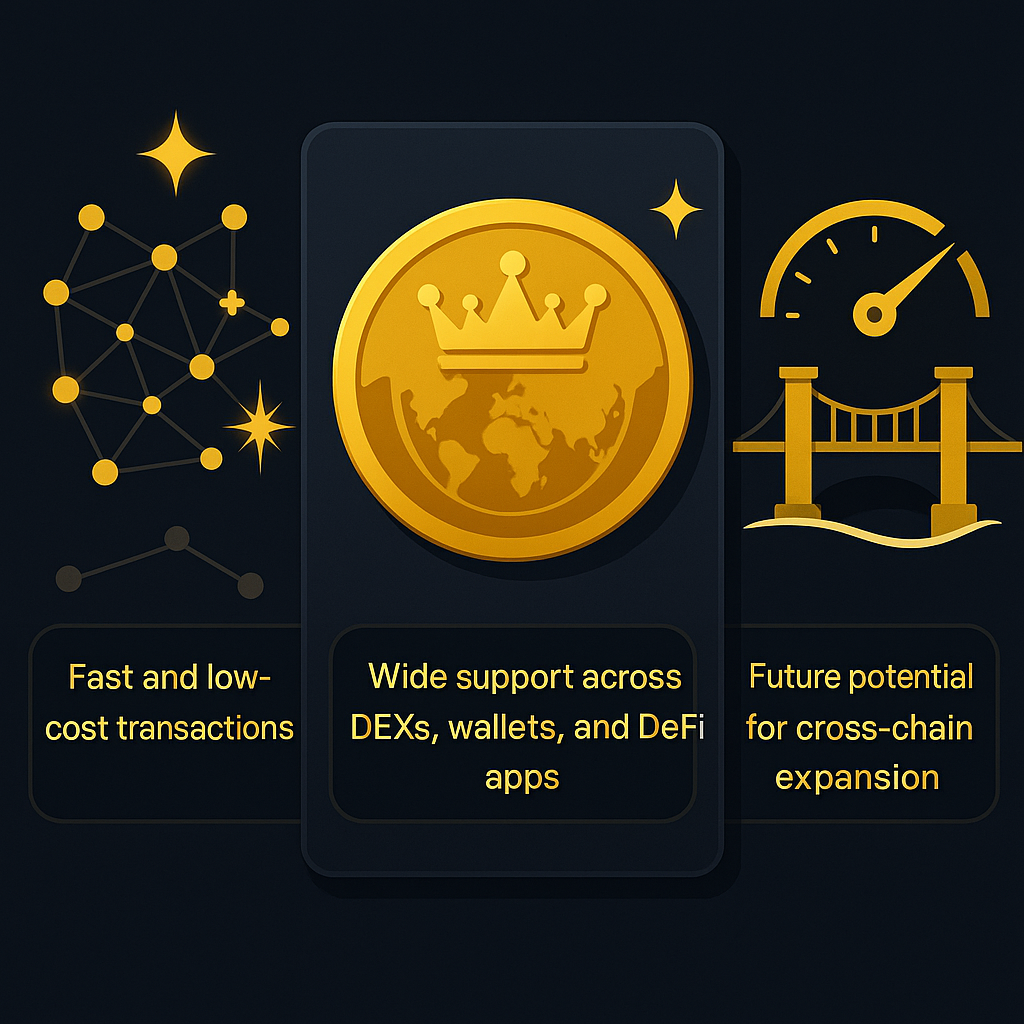 Fast and low-
cost transactions
Wide support across
DEXs, wallets, and DeFi
apps
Future potential
for cross-chain
expansion